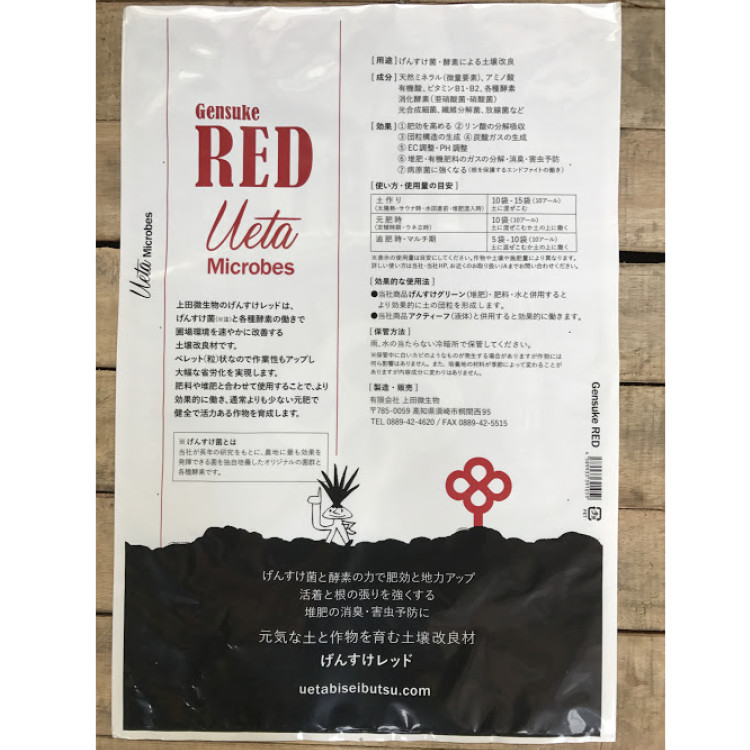 Gensuke
RED
Ueta
Microbes
上田微生物のげんすけレッドは、
げんすけ菌(※注)と各種酵素の働きで
圃場環境を速やかに改善する
土壌改良材です。
ペレット(粒)状なので作業性もアップし
大幅な省労化を実現します。
肥料や堆肥と合わせて使用することで、より
効果的に働き、通常よりも少ない元肥で
健全で活力ある作物を育成します。
※げんすけ菌とは
当社が長年の研究をもとに、農地に最も効果を
発揮できる菌を独自培養したオリジナルの菌群と
各種酵素です。
[用途] げんすけ菌・酵素による土壌改良
[成分] 天然ミネラル(微量要素)、アミノ酸
有機酸、ビタミンB1・B2、各種酵素
消化酵素(亜硝酸菌・硝酸菌)
光合成細菌、繊維分解菌、放線菌など
[効果] ①肥効を高める ②リン酸の分解吸収
③団粒構造の生成 ④炭酸ガスの生成
⑤EC調整・PH調整
⑥堆肥・有機肥料のガスの分解・消臭・害虫予防
⑦病原菌に強くなる(根を保護するエンドファイトの働き)
[使い方・使用量の目安]
土作り 10袋-15袋(10アール)
(太陽熱・サウナ時・水田直前・堆肥混入時) 土に混ぜこむ
元肥時 10袋(10アール)
(定植時期・ウネ立時) 土に混ぜこむか土の上に置く
追肥時・マルチ期 5袋-10袋(10アール)
土に混ぜこむか土の上に置く
※表示の使用量は目安にしてください。作物や土壌や施肥量により異なります。
詳しい使い方は当社・当社HP、お近くのお取り扱いJAまでお問い合わせください。
[効果的な使用法]
●当社商品げんすけグリーン(堆肥)・肥料・水と併用すると
より効果的に土の団粒が形成します。
●当社商品アクティーフ(液体)と併用すると効果的に働きます。
[保管方法]
雨、水の当たらない冷暗所で保管してください。
※保管中に白いカビのようなものが発生する場合がありますが作物には
何ら影響はありません。また、培養地の材料が季節によって変わることが
ありますが内容成分に変わりはありません。
[製造・販売]
有限会社 上田微生物
〒785-0059 高知県須崎市桐間西95
TEL 0889-42-4620 / FAX 0889-42-5515
Ueta Microbes
Gensuke RED
PET
げんすけ菌と酵素の力で肥効と地力アップ
活着と根の張りを強くする
堆肥の消臭・害虫予防に
元気な土と作物を育む土壌改良材
げんすけレッド
uetabiseibutsu.com